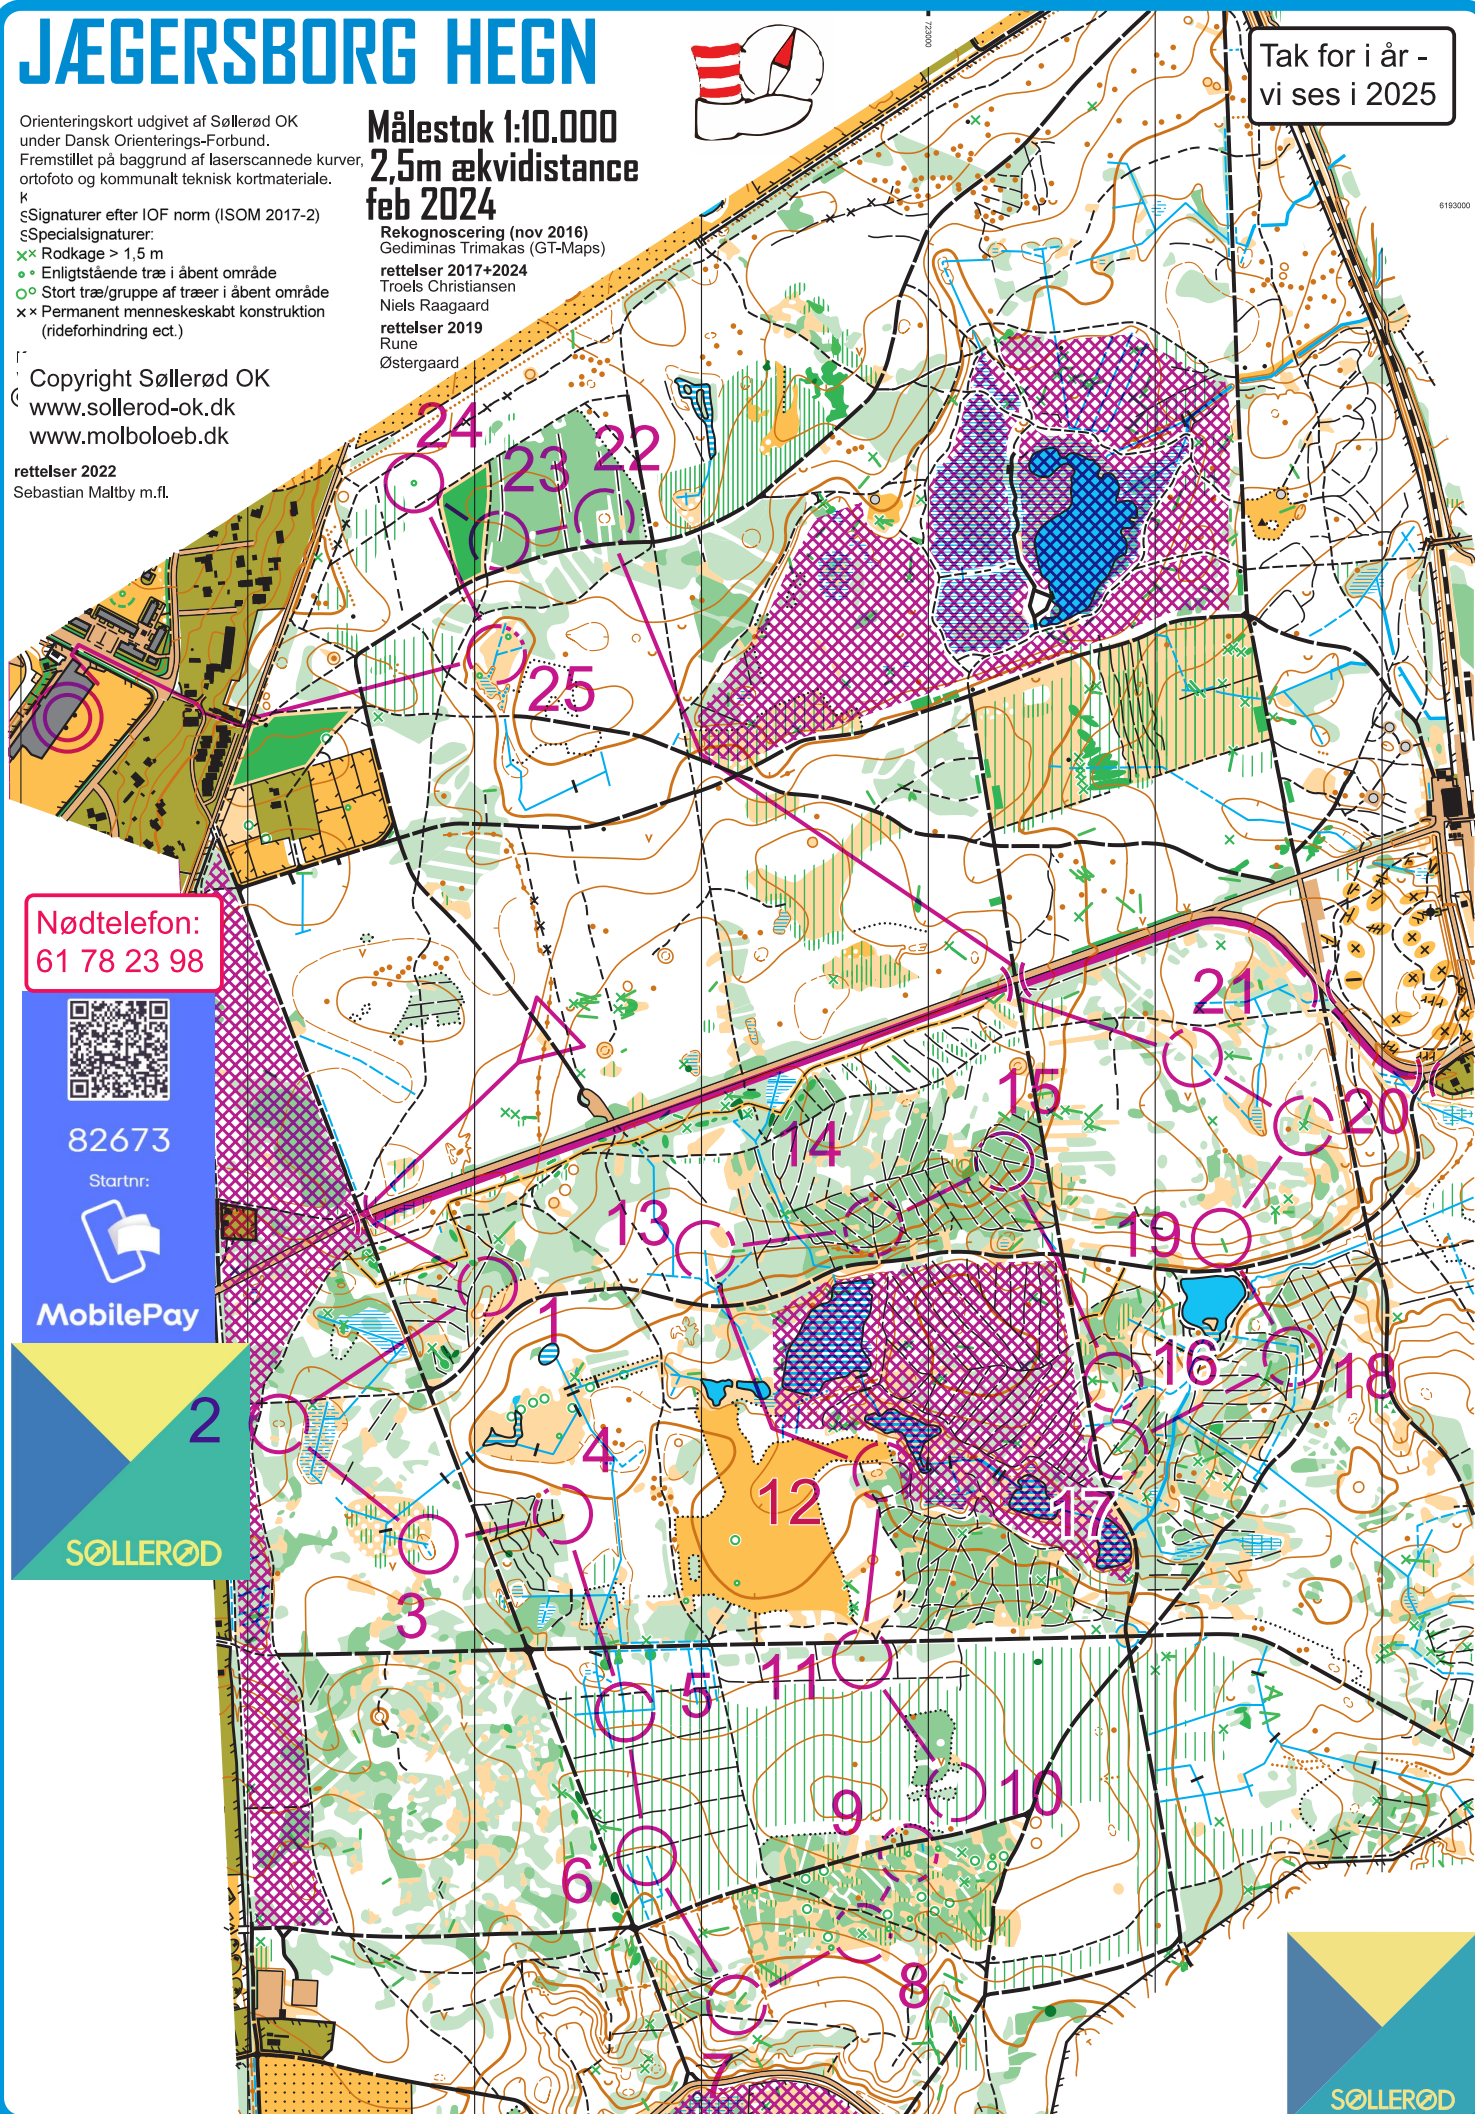 JÆGERSBORG HEGN
Orienteringskort udgivet af Søllerød OK
under Dansk Orienterings-Forbund.
Fremstillet på baggrund af laserscannede kurver,
ortofoto og kommunalt teknisk kortmateriale.
K
S
Signaturer efter IOF norm (ISOM 2017-2)
S
Specialsignaturer:
Rodkage > 1,5 m
Enligtstående træ i åbent område
Stort træ/gruppe af træer i åbent område
Permanent menneskeskabt konstruktion
(rideforhindring ect.)
Copyright Søllerød OK
www.sollerod-ok.dk
www.molboloeb.dk
rettelser 2022
Sebastian Maltby m.fl.
Målestok 1:10.000
2,5m ækvidistance
feb 2024
Rekognoscering (nov 2016)
Gediminas Trimakas (GT-Maps)
rettelser 2017+2024
Troels Christiansen
Niels Raagaard
rettelser 2019
Rune
Østergaard
723000
Tak for i år -
vi ses i 2025
6193000
24
23
22
25
Nødtelefon:
61 78 23 98
82673
Startnr:
MobilePay
SØLLERØD
21
15
20
14
13
19
1
16
18
2
4
12
17
3
5
11
10
9
6
8
7
SØLLERØD